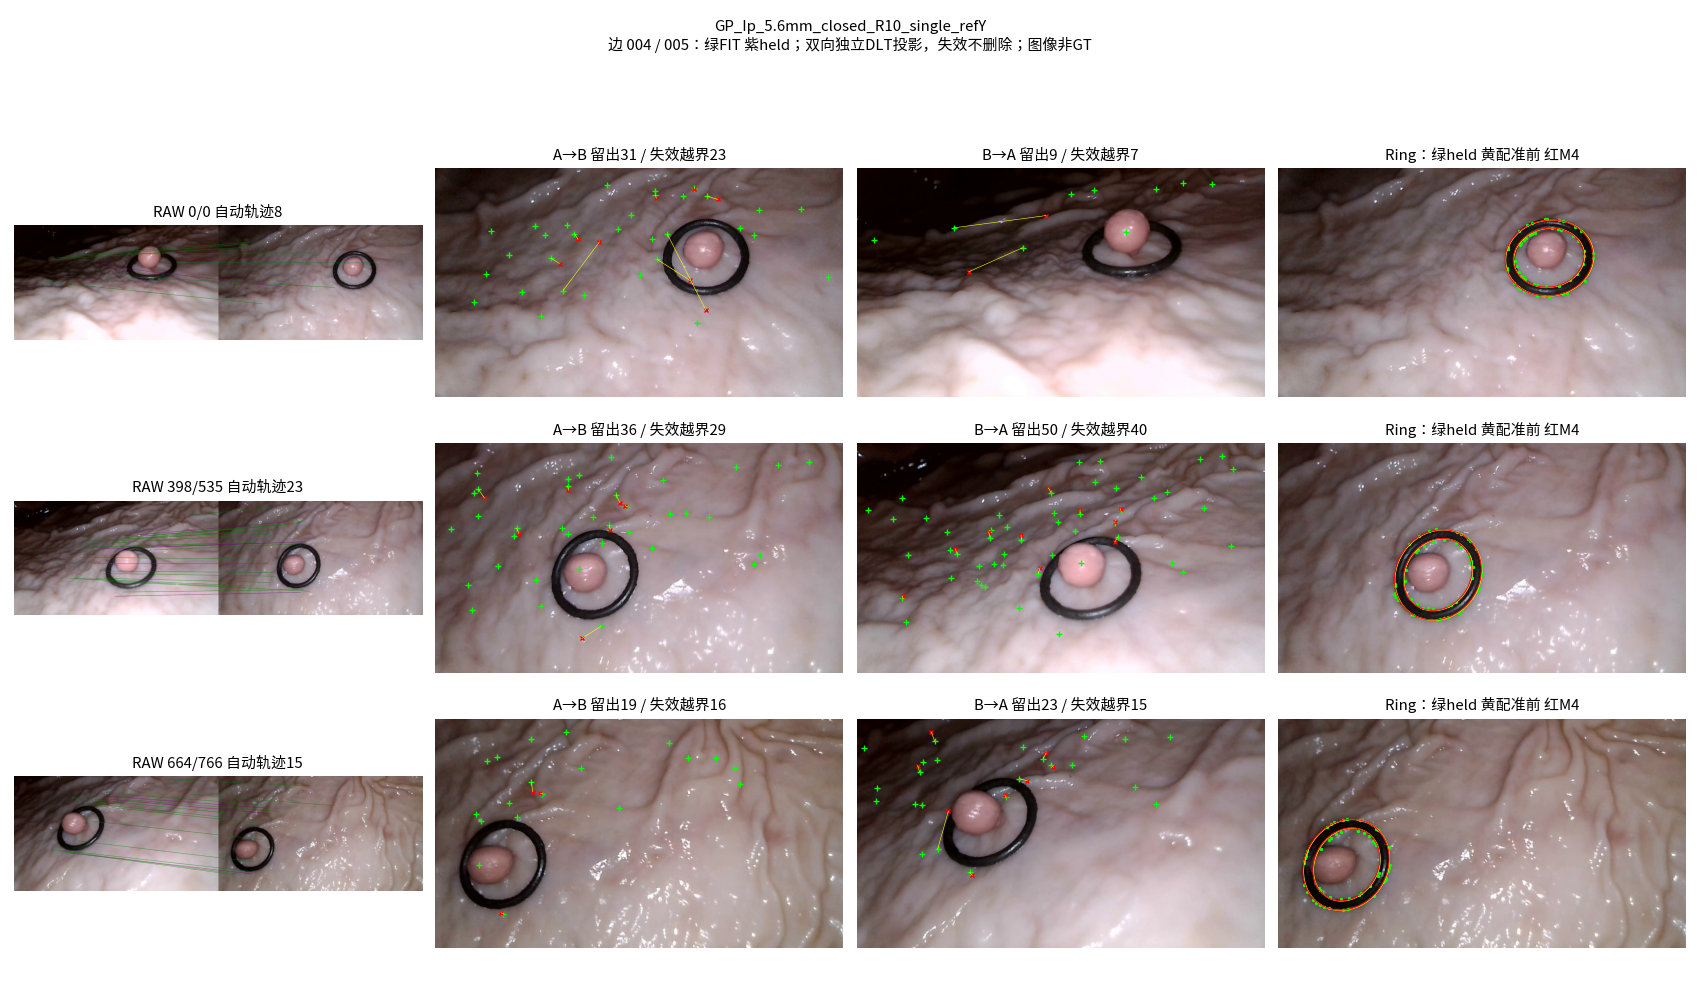 GP_Ip_5.6mm_closed_R10_single_refY
边 004 / 005：绿FIT 紫held；双向独立DLT投影，失效不删除；图像非GT
RAW 0/0 自动轨迹8
A→B 留出31 / 失效越界23
B→A 留出9 / 失效越界7
Ring：绿held 黄配准前 红M4
RAW 398/535 自动轨迹23
A→B 留出36 / 失效越界29
B→A 留出50 / 失效越界40
Ring：绿held 黄配准前 红M4
RAW 664/766 自动轨迹15
A→B 留出19 / 失效越界16
B→A 留出23 / 失效越界15
Ring：绿held 黄配准前 红M4